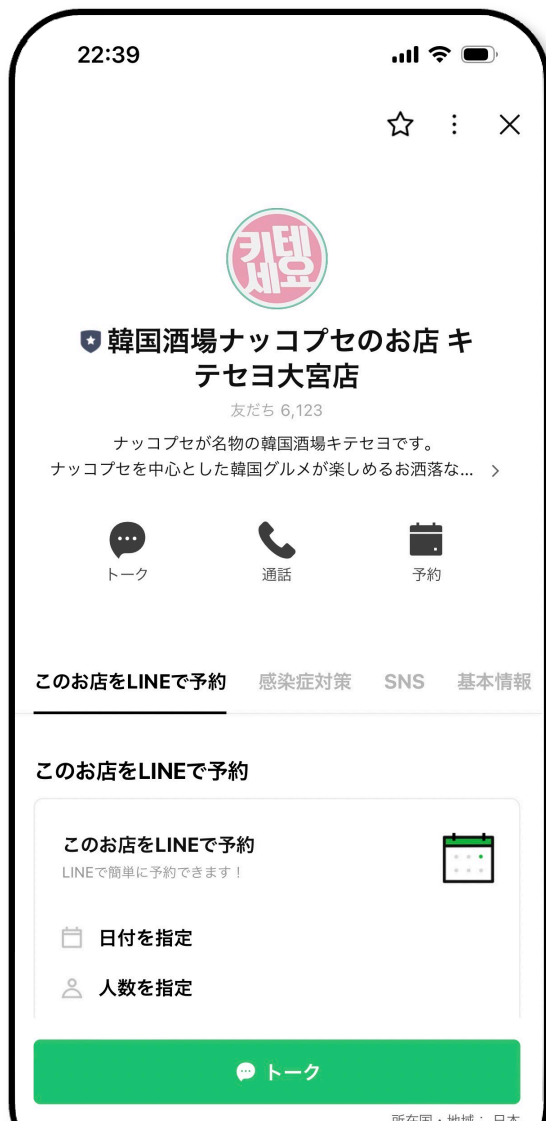 22:39
키테
세요
韓国酒場ナッコプセのお店 キ
テセヨ大宮店
友だち 6,123
ナッコプセが名物の韓国酒場キテセヨです。
ナッコプセを中心とした韓国グルメが楽しめるお洒落な...
トーク 通話 予約
このお店をLINEで予約 感染症対策 SNS 基本情報
このお店をLINEで予約
このお店をLINEで予約
LINEで簡単に予約できます！
日付を指定
人数を指定
トーク
所在国・地域： 日本